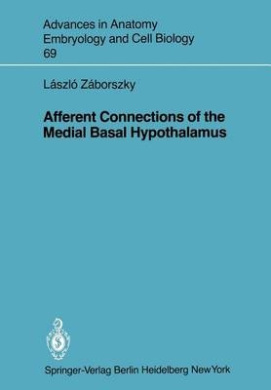 Advances in Anatomy
Embryology and Cell Biology
69
László Záborszky
Afferent Connections of the
Medial Basal Hypothalamus
Springer-Verlag Berlin Heidelberg New York